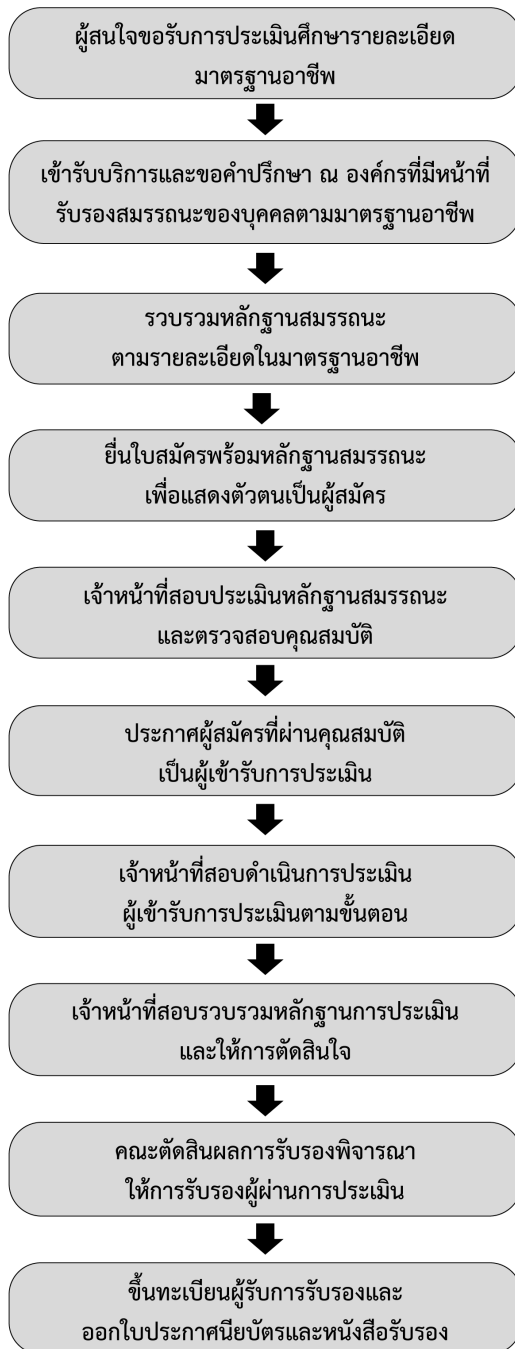 ผู้สนใจขอรับการประเมินศึกษารายละเอียด
มาตรฐานอาชีพ
เข้ารับบริการและขอคำปรึกษา ณ องค์กรที่มีหน้าที่
รับรองสมรรถนะของบุคคลตามมาตรฐานอาชีพ
รวบรวมหลักฐานสมรรถนะ
ตามรายละเอียดในมาตรฐานอาชีพ
ยื่นใบสมัครพร้อมหลักฐานสมรรถนะ
เพื่อแสดงตัวตนเป็นผู้สมัคร
เจ้าหน้าที่สอบประเมินหลักฐานสมรรถนะ
และตรวจสอบคุณสมบัติ
ประกาศผู้สมัครที่ผ่านคุณสมบัติ
เป็นผู้เข้ารับการประเมิน
เจ้าหน้าที่สอบดำเนินการประเมิน
ผู้เข้ารับการประเมินตามขั้นตอน
เจ้าหน้าที่สอบรวบรวมหลักฐานการประเมิน
และให้การตัดสินใจ
คณะตัดสินผลการรับรองพิจารณา
ให้การรับรองผู้ผ่านการประเมิน
ขึ้นทะเบียนผู้รับการรับรองและ
ออกใบประกาศนียบัตรและหนังสือรับรอง